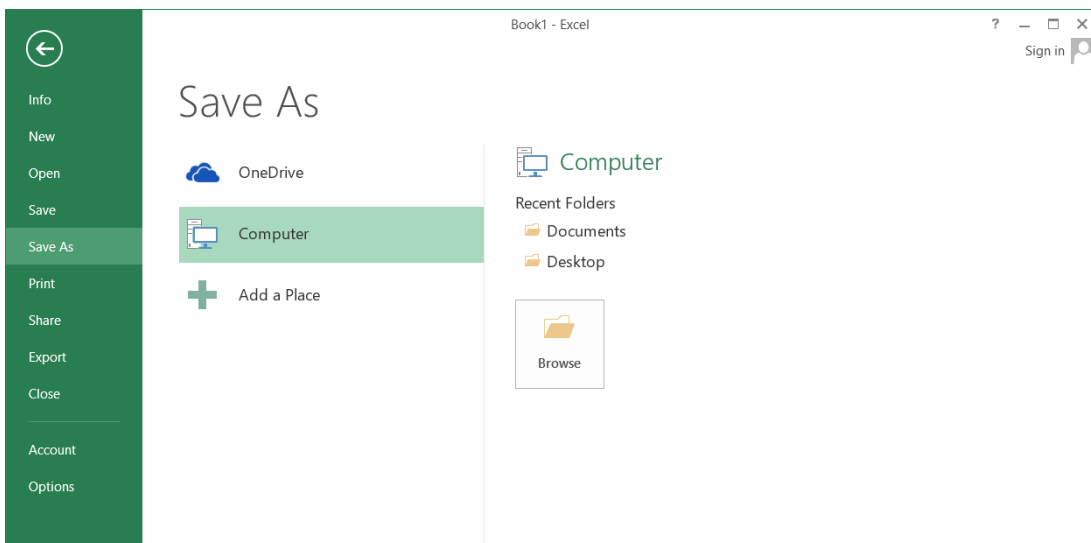 Book1 - Excel
?
Sign in
Info
New
Open
Save
Save As
Print
Share
Export
Close
Account
Options
Save As
OneDrive
Computer
Add a Place
Computer
Recent Folders
Documents
Desktop
Browse